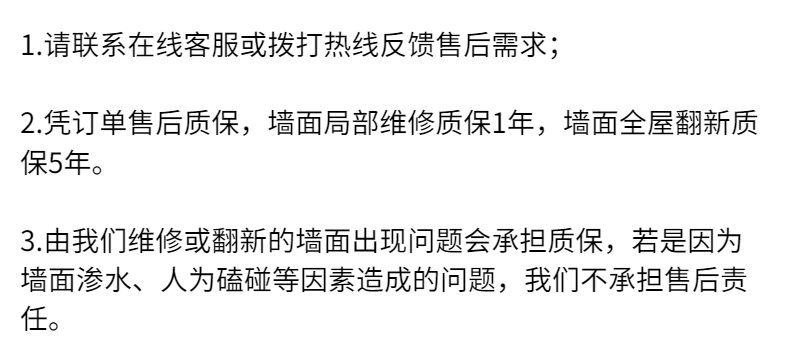 1.请联系在线客服或拨打热线反馈售后需求；
2.凭订单售后质保，墙面局部维修质保1年，墙面全屋翻新质
保5年。
3.由我们维修或翻新的墙面出现问题会承担质保，若是因为
墙面渗水、人为磕碰等因素造成的问题，我们不承担售后责
任。